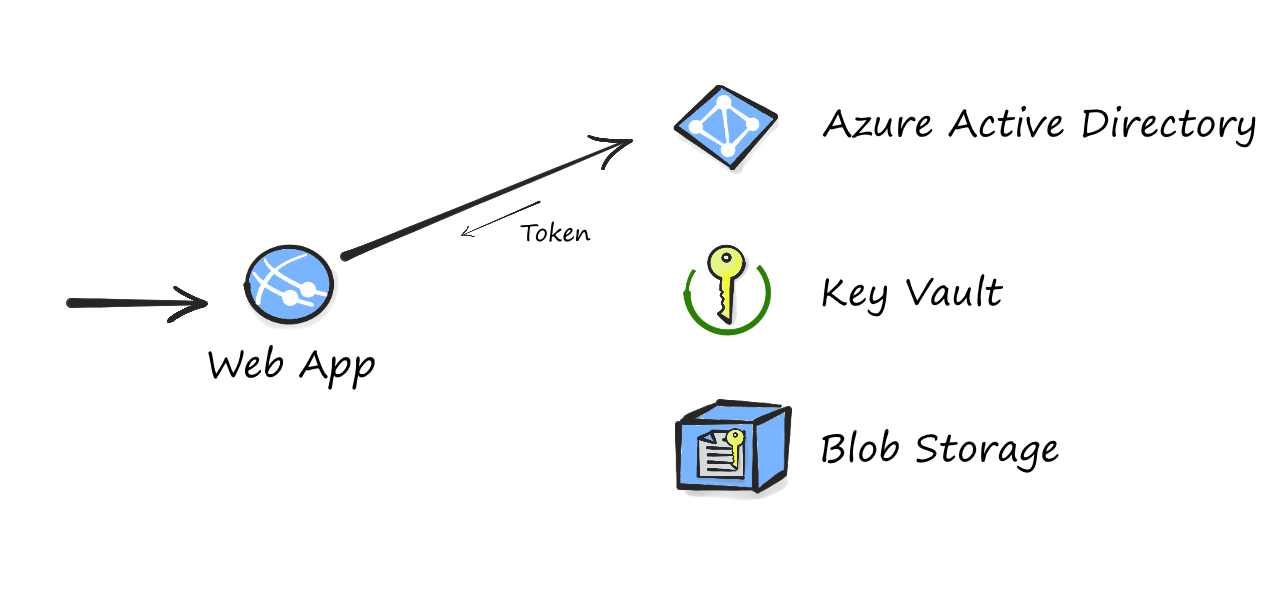 Azure Active Directory
Token
Key Vault
Web App
Blob Storage